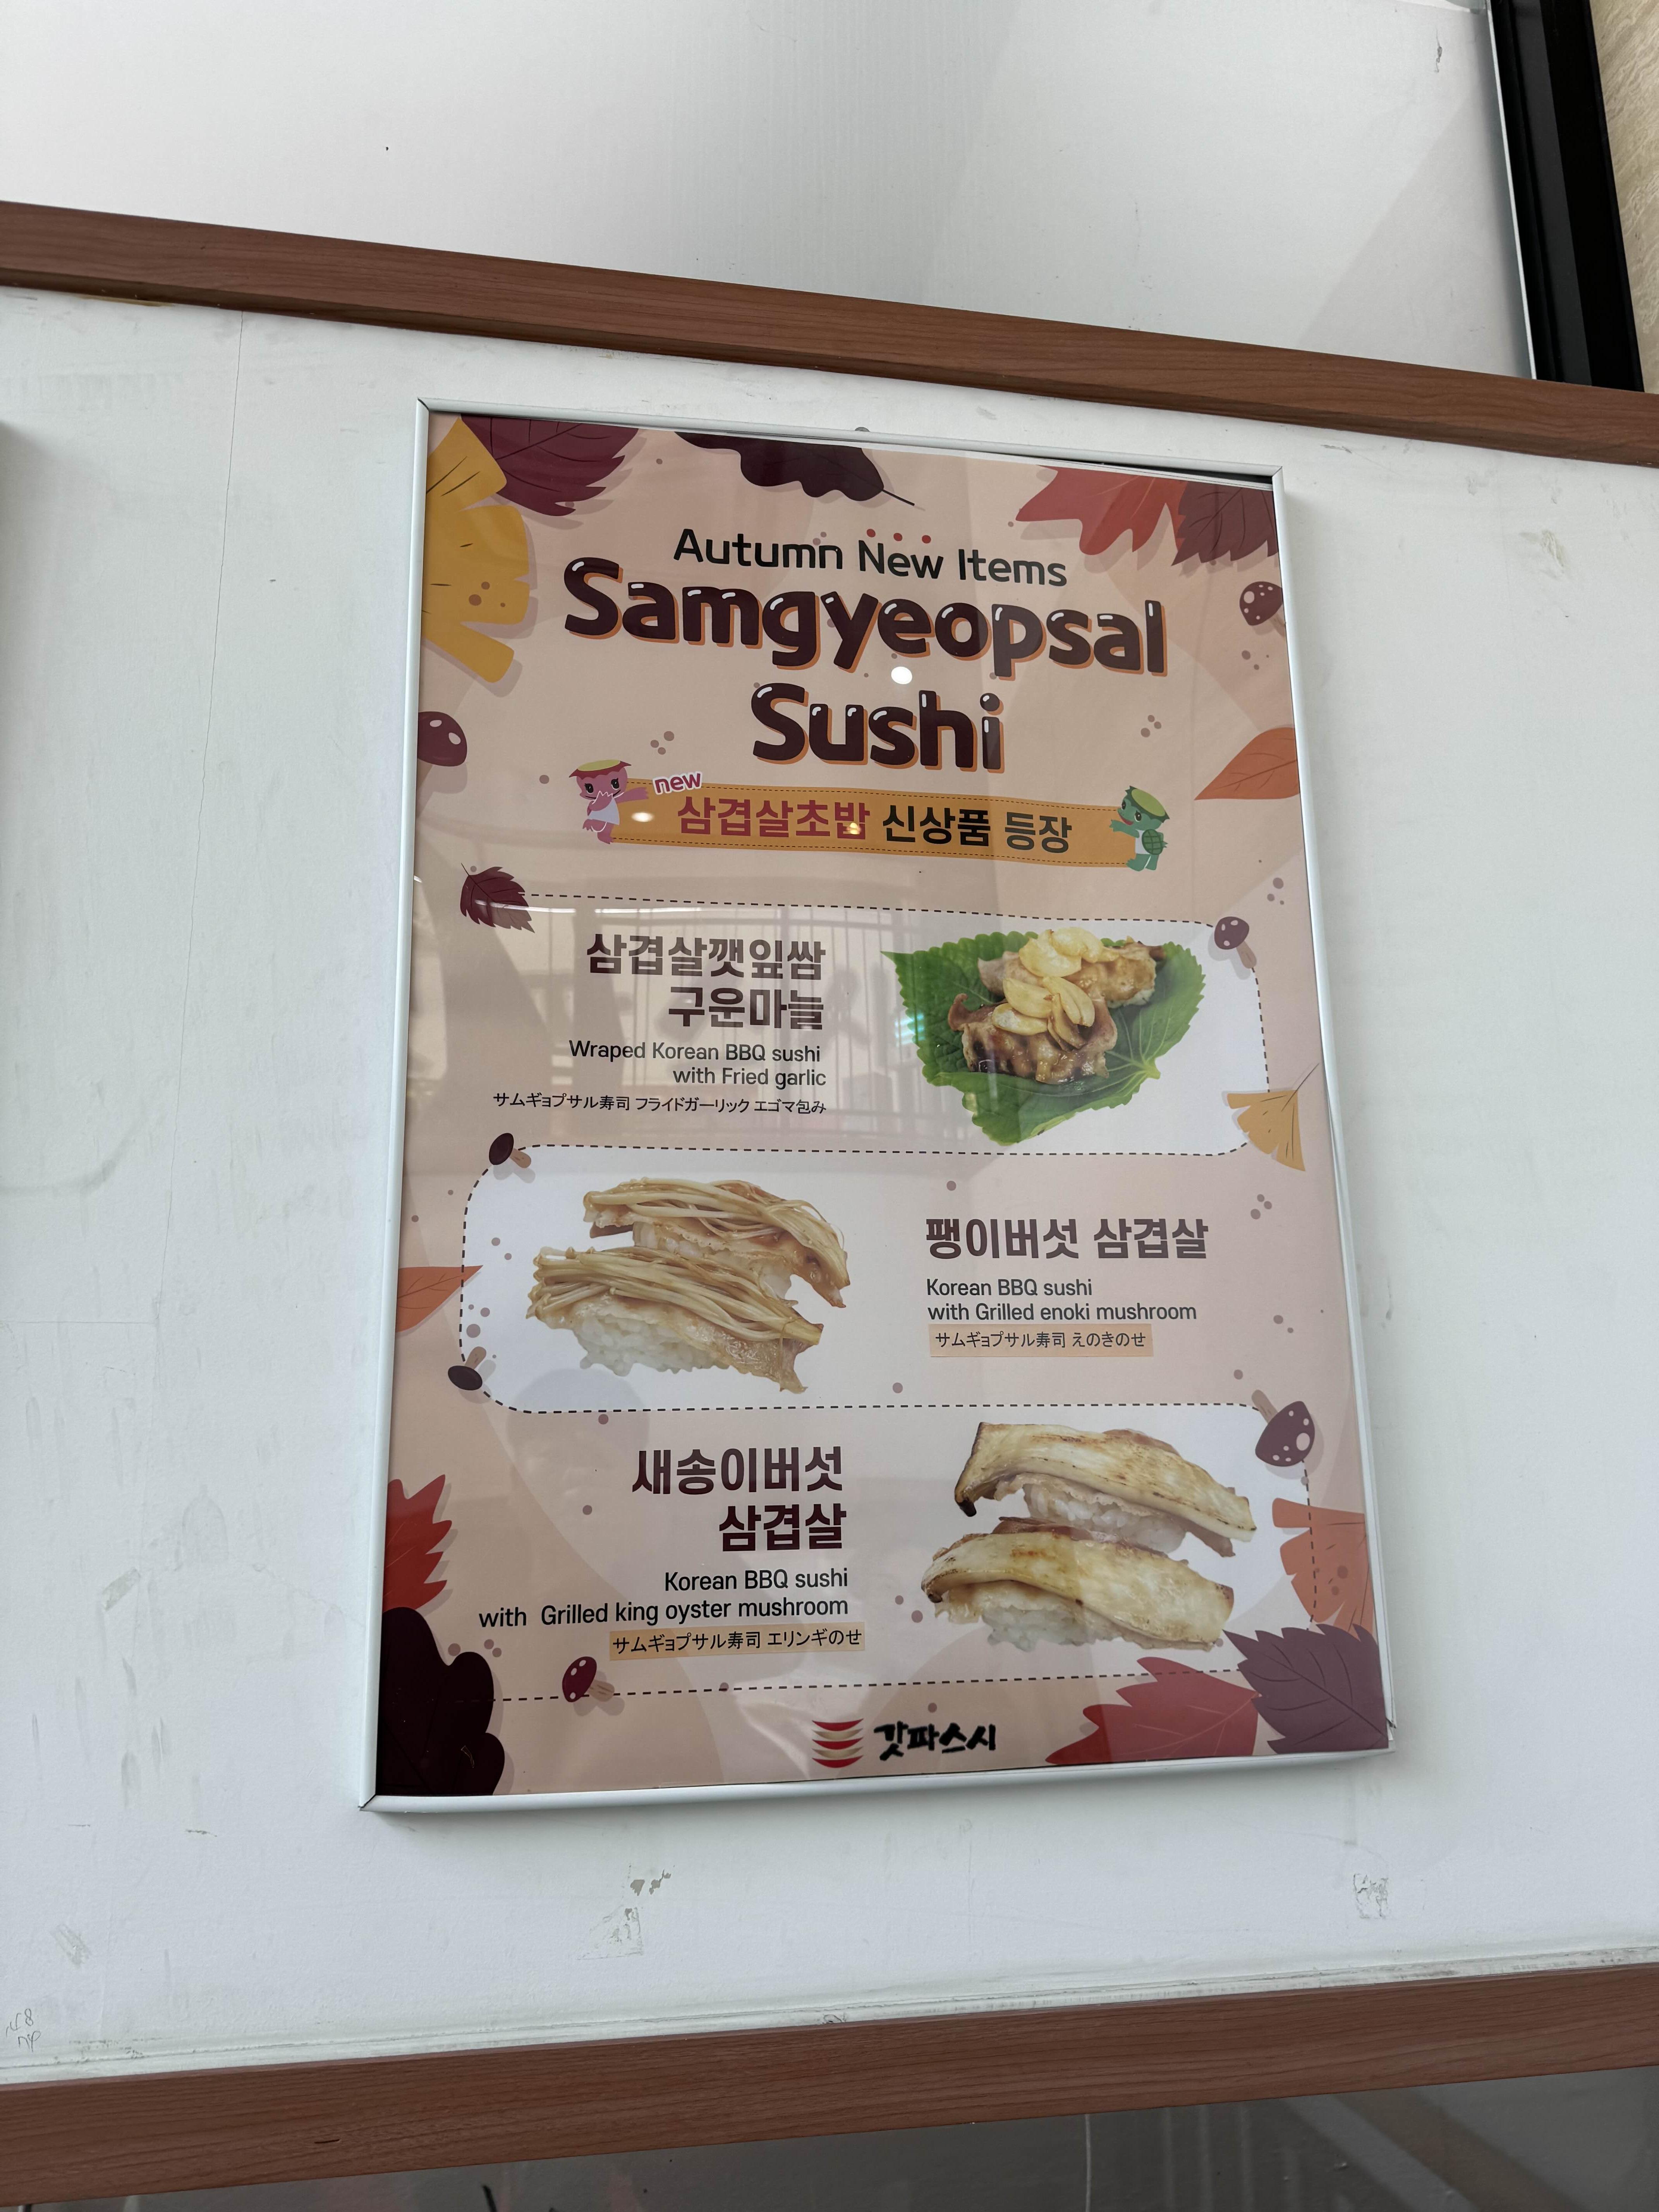 Autumn New Items
Samgyeopsal
Sushi
new
삼겹살초밥 신상품 등장
삼겹살깻잎쌈
구운마늘
Wraped Korean BBQ sushi
with Fried garlic
サムギョプサル寿司 フライドガーリック エゴマ包み
팽이버섯 삼겹살
Korean BBQ sushi
with Grilled enoki mushroom
サムギョプサル寿司 えのきのせ
새송이버섯
삼겹살
Korean BBQ sushi
with Grilled king oyster mushroom
サムギョプサル寿司 エリンギのせ
갓파스시